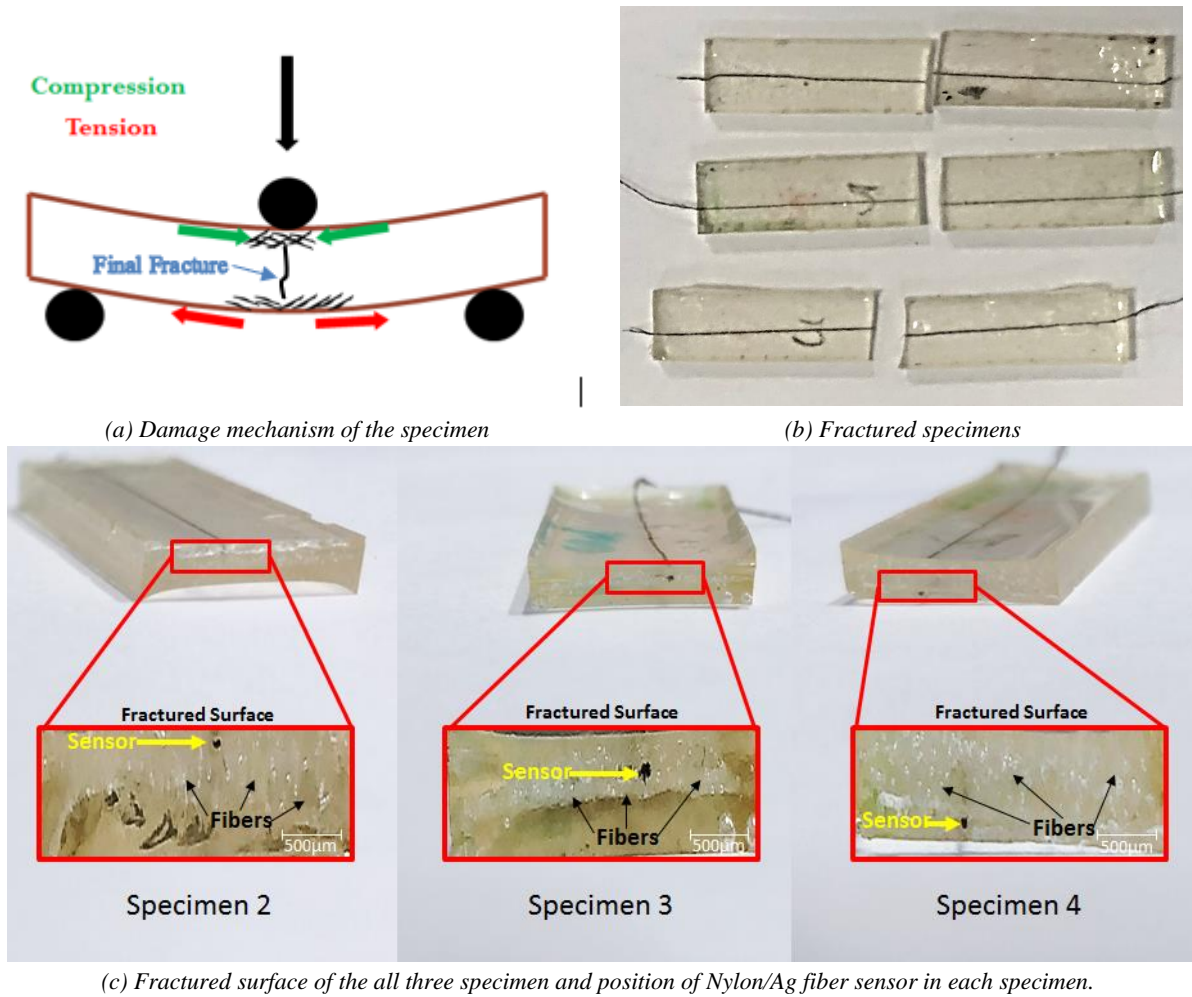 Compression
Tension
Final Fracture
(a) Damage mechanism of the specimen
(b) Fractured specimens
Fractured Surface
Sensor
Fibers
500µm
Specimen 2
Fractured Surface
Sensor
Fibers
500µm
Specimen 3
Fractured Surface
Sensor
Fibers
500µm
Specimen 4
(c) Fractured surface of the all three specimen and position of Nylon/Ag fiber sensor in each specimen.